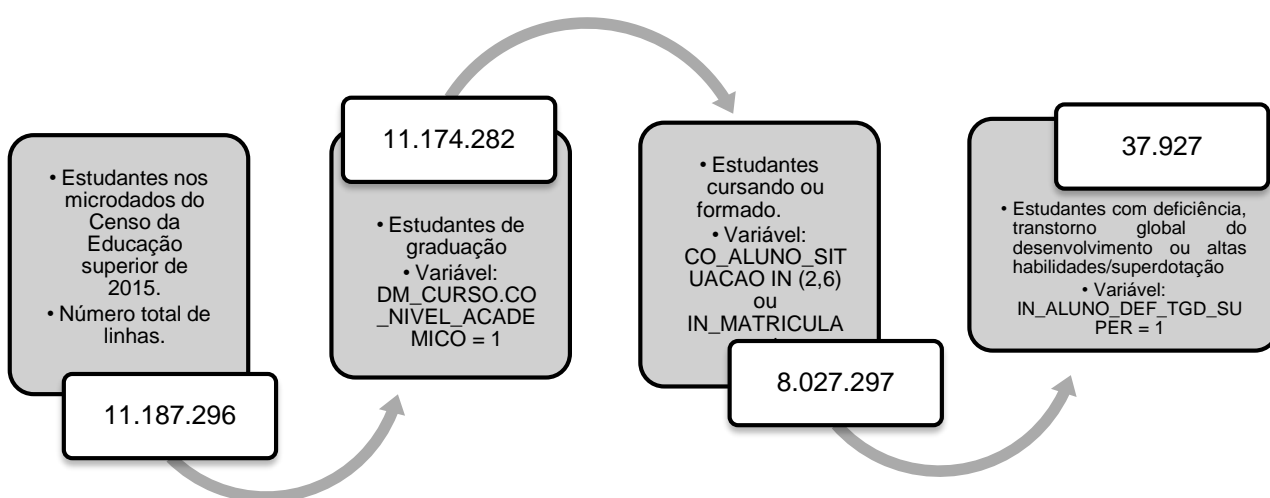 • Estudantes nos
microdados do
Censo da
Educação
superior de
2015.
• Número total de
linhas.
11.187.296
11.174.282
• Estudantes de
graduação
• Variável:
DM_CURSO.CO
_NIVEL_ACADE
MICO = 1
• Estudantes
cursando ou
formado.
• Variável:
CO_ALUNO_SIT
UACAO IN (2,6)
ou
IN_MATRICULA
8.027.297
37.927
• Estudantes com deficiência,
transtorno global do
desenvolvimento ou altas
habilidades/superdotação
• Variável:
IN_ALUNO_DEF_TGD_SU
PER = 1